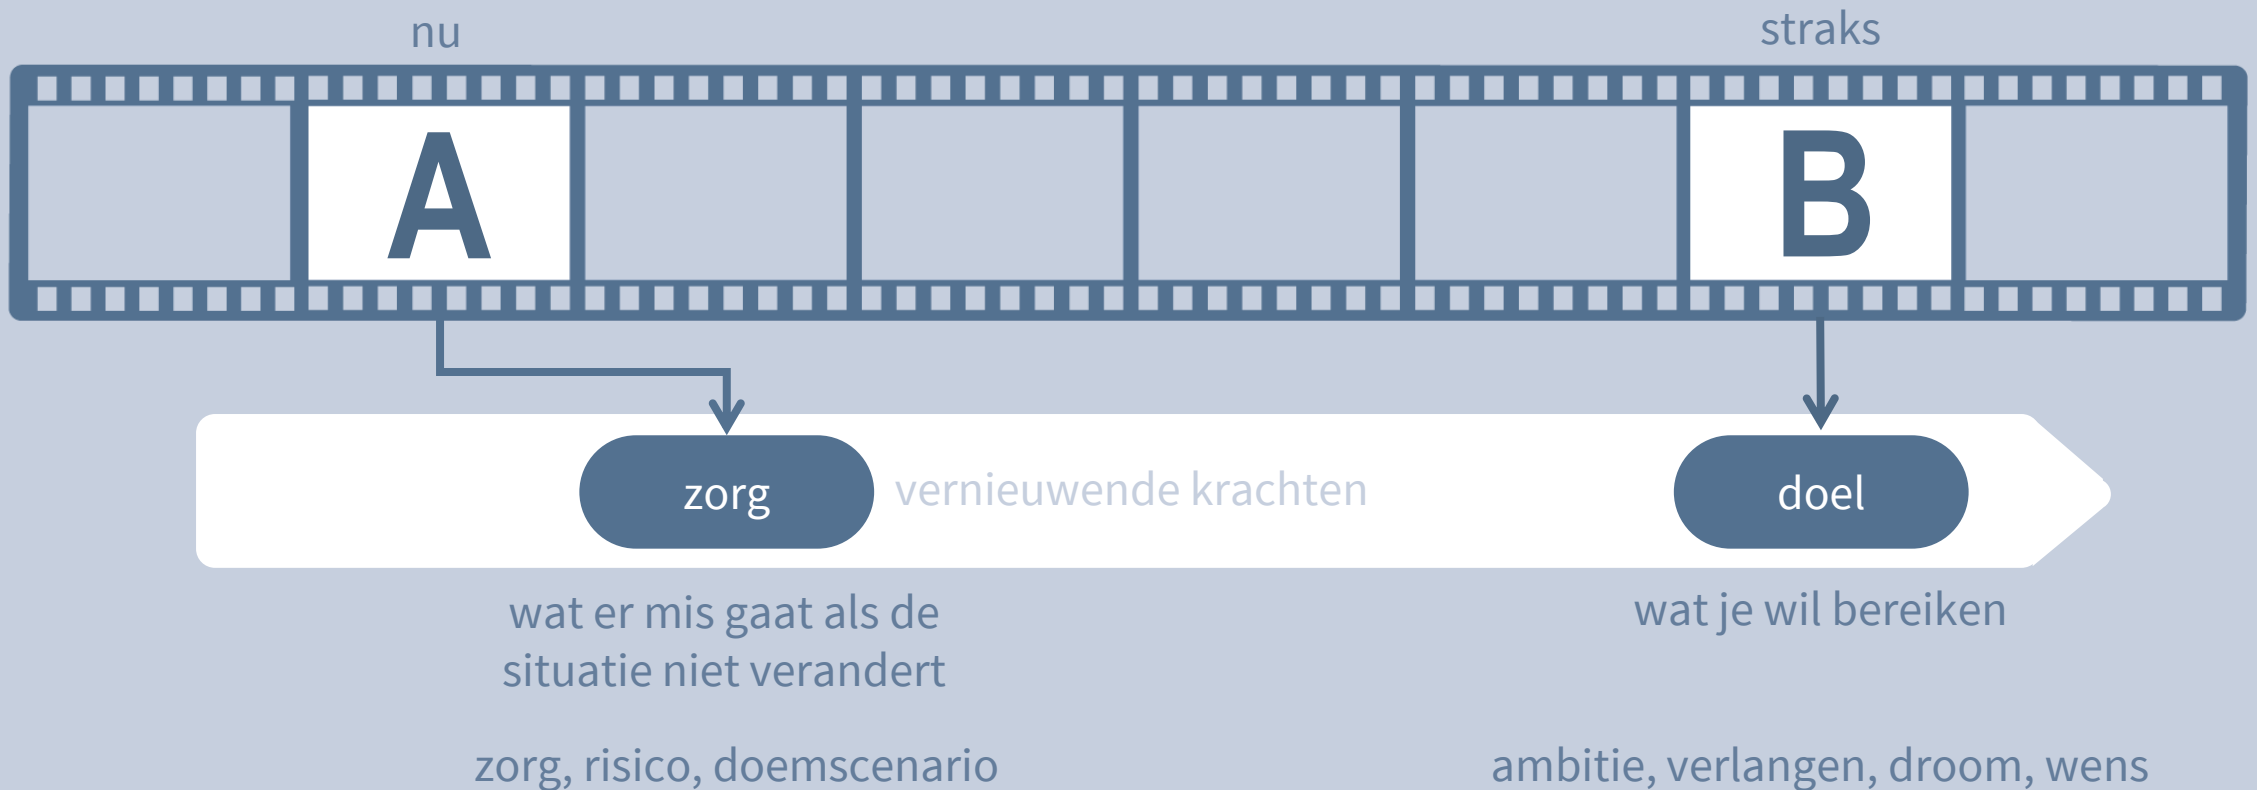 nu
straks
A
B
zorg
vernieuwende krachten
doel
wat er mis gaat als de
situatie niet verandert
wat je wil bereiken
zorg, risico, doemscenario
ambitie, verlangen, droom, wens